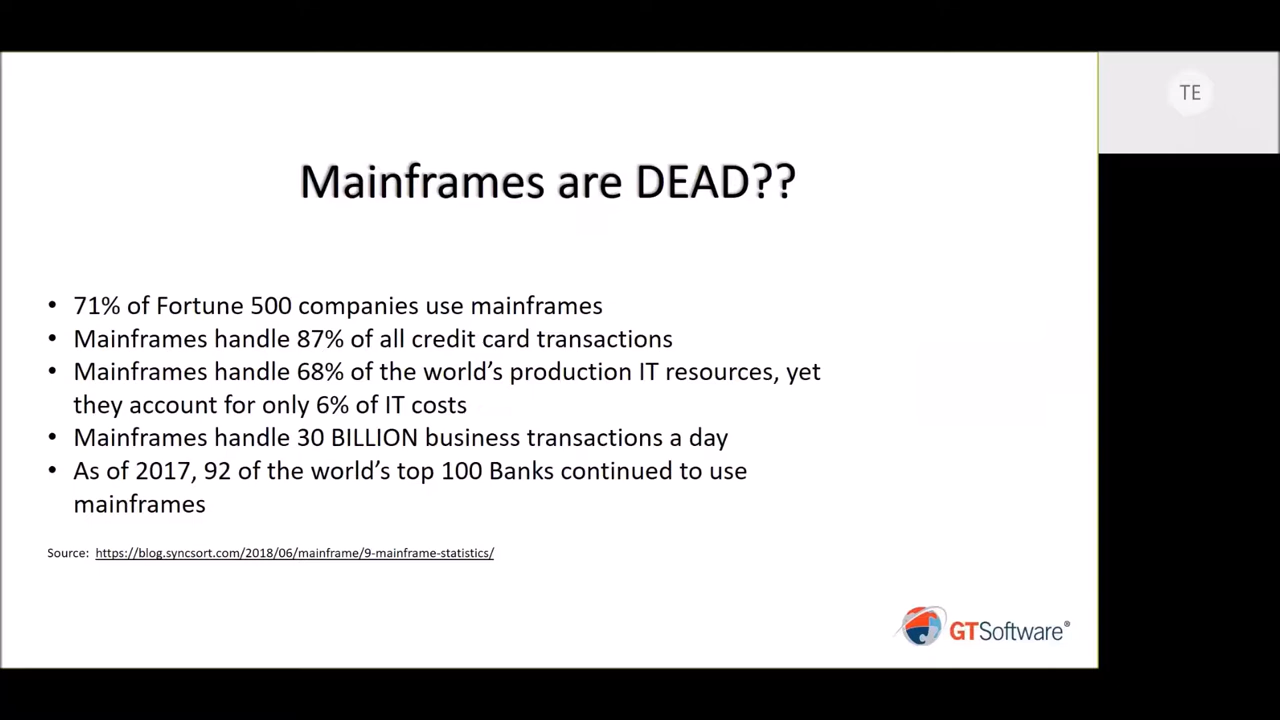 TE
Mainframes are DEAD??
• 71% of Fortune 500 companies use mainframes
• Mainframes handle 87% of all credit card transactions
• Mainframes handle 68% of the world’s production IT resources, yet
they account for only 6% of IT costs
• Mainframes handle 30 BILLION business transactions a day
• As of 2017, 92 of the world’s top 100 Banks continued to use
mainframes
Source: https://blog.syncsort.com/2018/06/mainframe/9-mainframe-statistics/
GTSoftware®